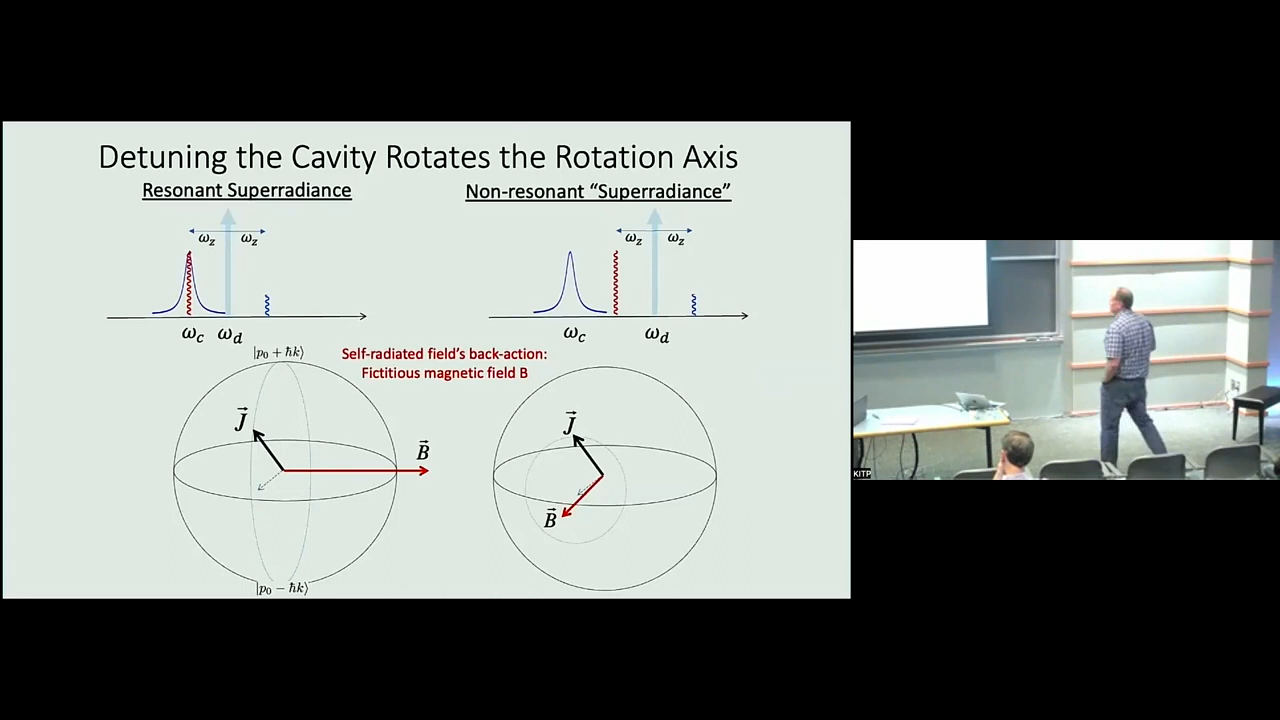 Detuning the Cavity Rotates the Rotation Axis
Resonant Superradiance
Non-resonant “Superradiance”
ω_z ω_z
ω_z ω_z
ω_c ω_d
ω_c ω_d
|p₀ + ħk⟩
Self-radiated field’s back-action:
Fictitious magnetic field B
J⃗
B⃗
J⃗
B⃗
|p₀ − ħk⟩
KITP